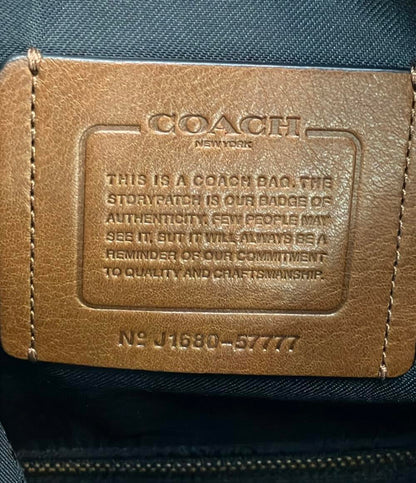 COACH
NEW YORK
THIS IS A COACH BAG. THE
STORYPATCH IS OUR BADGE OF
AUTHENTICITY. FEW PEOPLE MAY
SEE IT, BUT IT WILL ALWAYS BE A
REMINDER OF OUR COMMITMENT
TO QUALITY AND CRAFTSMANSHIP.
Nº J1680-57777